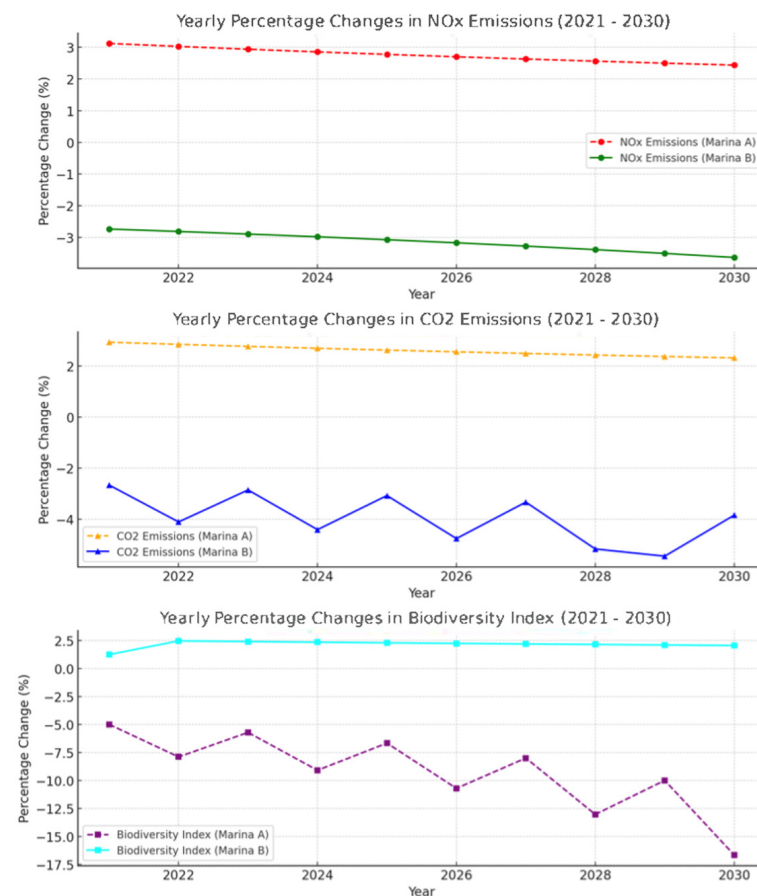 Yearly Percentage Changes in NOx Emissions (2021 - 2030)
Percentage Change (%)
3
2
1
0
−1
−2
−3
NOx Emissions (Marina A)
NOx Emissions (Marina B)
2022 2024 2026 2028 2030
Year
Yearly Percentage Changes in CO2 Emissions (2021 - 2030)
Percentage Change (%)
2
0
−2
−4
CO2 Emissions (Marina A)
CO2 Emissions (Marina B)
2022 2024 2026 2028 2030
Year
Yearly Percentage Changes in Biodiversity Index (2021 - 2030)
Percentage Change (%)
2.5
0.0
−2.5
−5.0
−7.5
−10.0
−12.5
−15.0
−17.5
Biodiversity Index (Marina A)
Biodiversity Index (Marina B)
2022 2024 2026 2028 2030
Year